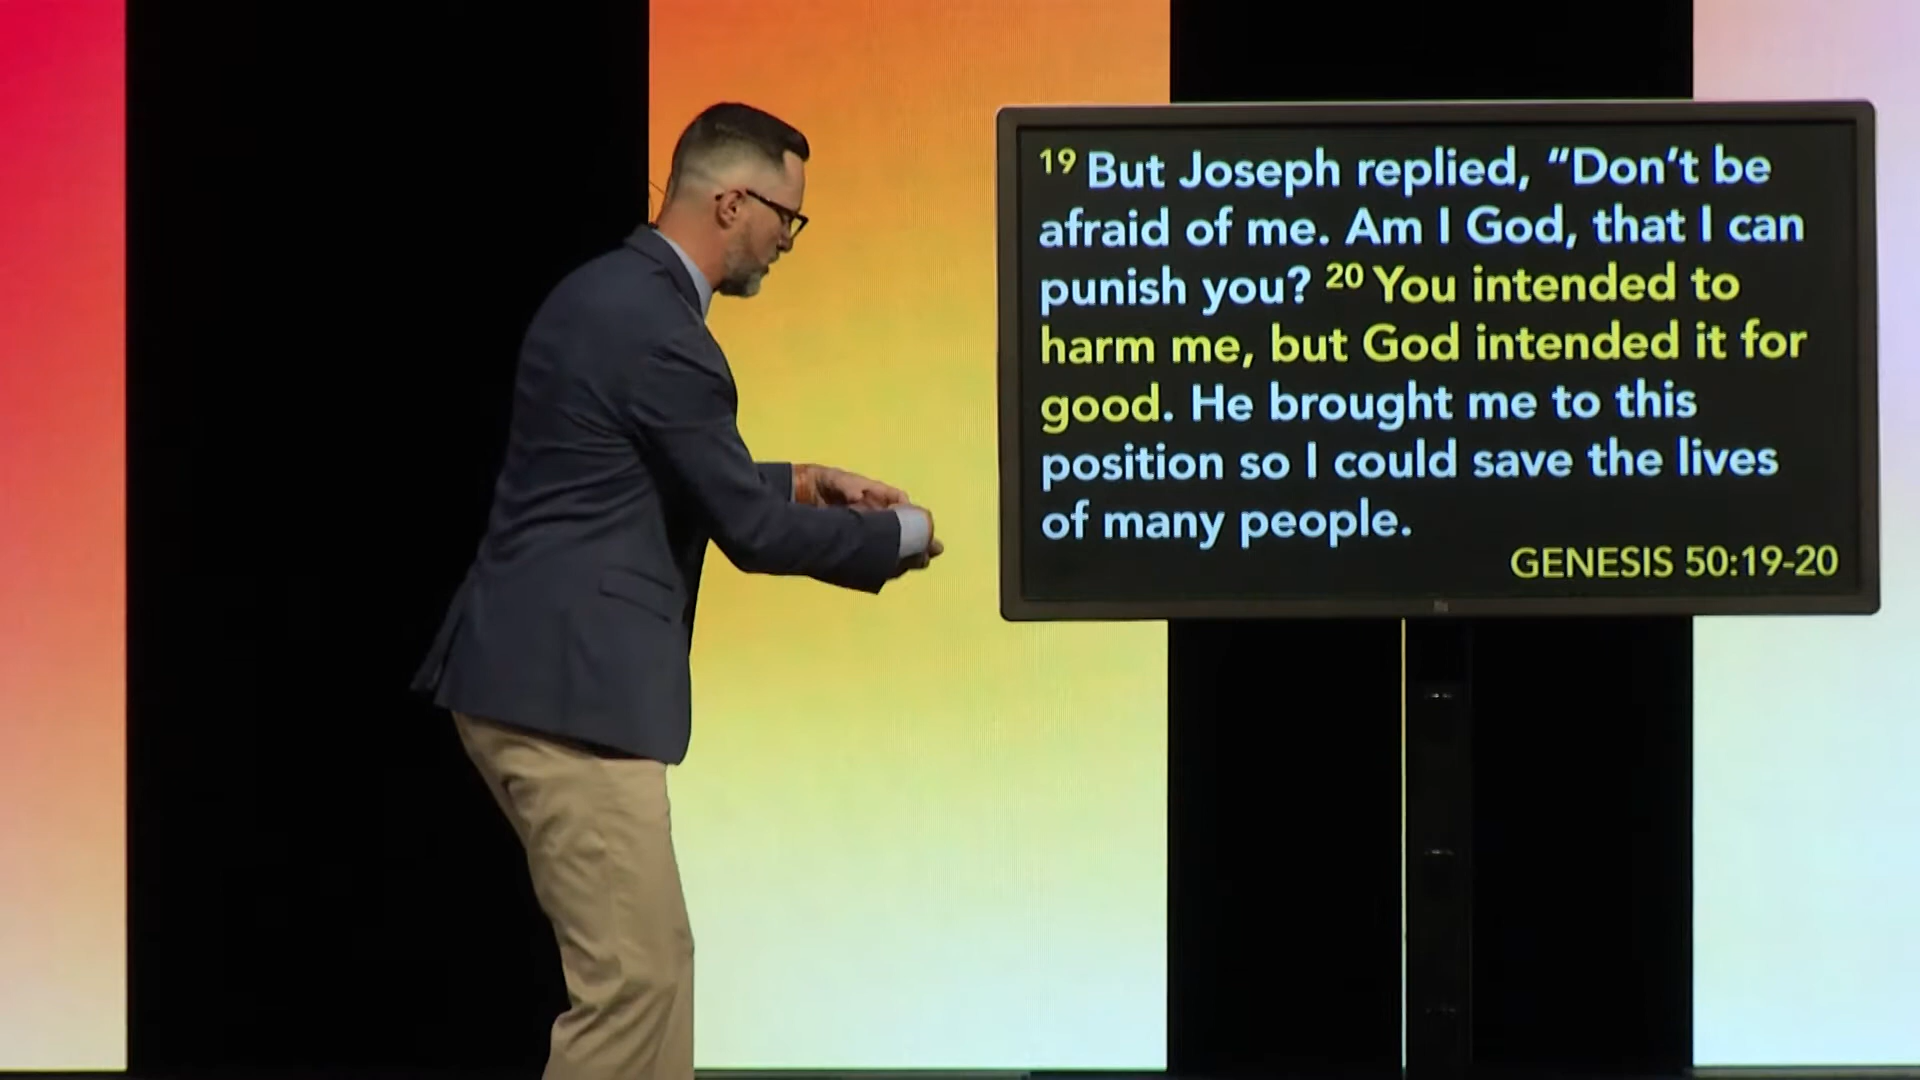 19 But Joseph replied, “Don’t be
afraid of me. Am I God, that I can
punish you? 20 You intended to
harm me, but God intended it for
good. He brought me to this
position so I could save the lives
of many people.
GENESIS 50:19-20